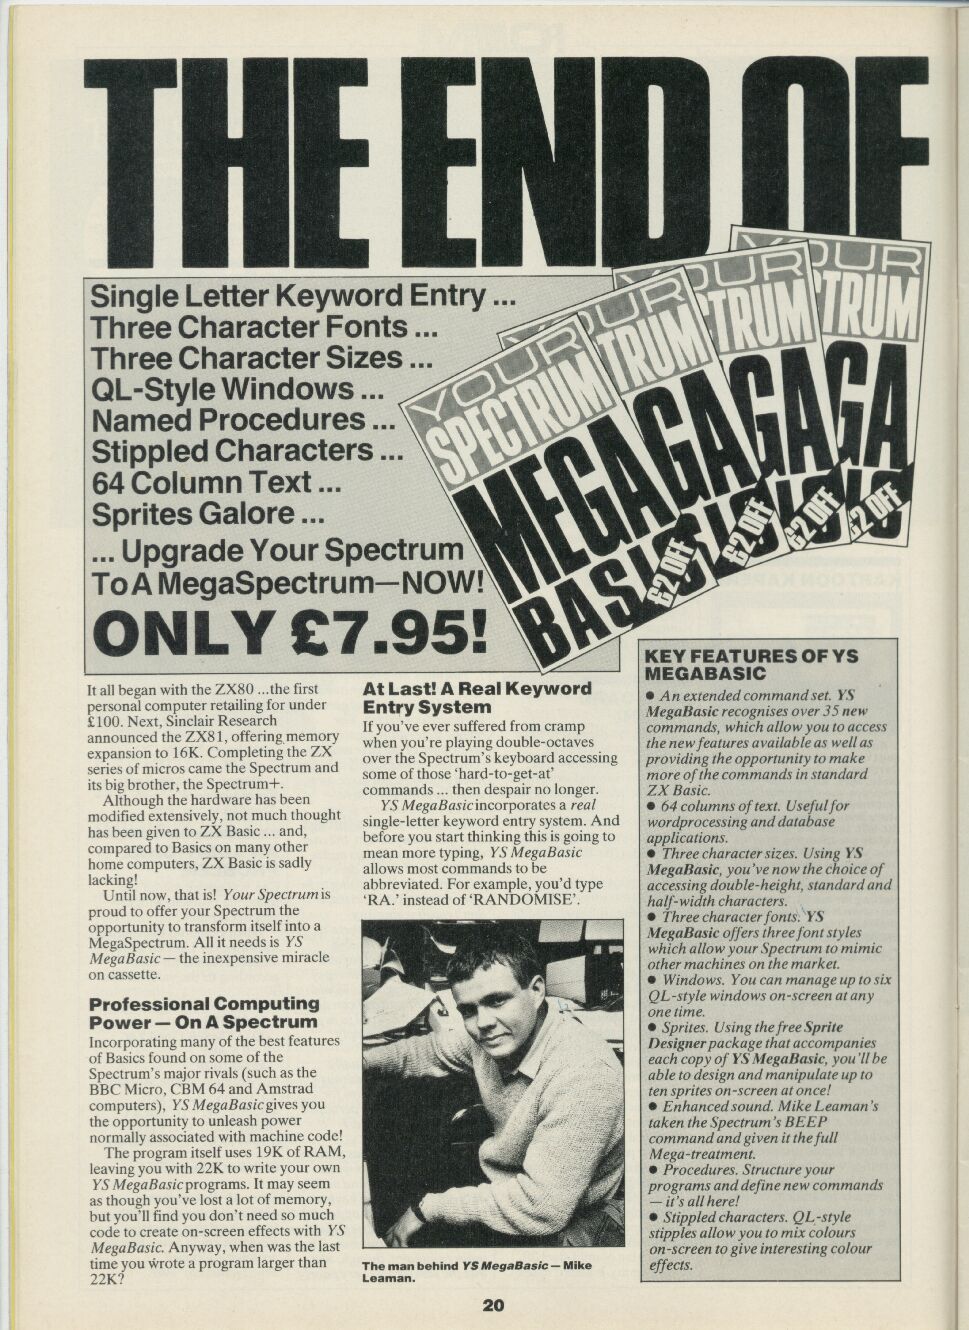 THE END OF
Single Letter Keyword Entry ...
Three Character Fonts ...
Three Character Sizes ...
QL-Style Windows ...
Named Procedures ...
Stippled Characters ...
64 Column Text ...
Sprites Galore ...
... Upgrade Your Spectrum
To A MegaSpectrum—NOW!
ONLY £7.95!
YOUR
SPECTRUM
MEGA
BASIC
£2 OFF
OUR
TRUM
GA
£2 OFF
OUR
TRUM
GA
£2 OFF
OUR
TRUM
GA
£2 OFF
It all began with the ZX80 ...the first
personal computer retailing for under
£100. Next, Sinclair Research
announced the ZX81, offering memory
expansion to 16K. Completing the ZX
series of micros came the Spectrum and
its big brother, the Spectrum+.
Although the hardware has been
modified extensively, not much thought
has been given to ZX Basic ... and,
compared to Basics on many other
home computers, ZX Basic is sadly
lacking!
Until now, that is! Your Spectrum is
proud to offer your Spectrum the
opportunity to transform itself into a
MegaSpectrum. All it needs is YS
MegaBasic — the inexpensive miracle
on cassette.
Professional Computing
Power — On A Spectrum
Incorporating many of the best features
of Basics found on some of the
Spectrum's major rivals (such as the
BBC Micro, CBM 64 and Amstrad
computers), YS MegaBasic gives you
the opportunity to unleash power
normally associated with machine code!
The program itself uses 19K of RAM,
leaving you with 22K to write your own
YS MegaBasic programs. It may seem
as though you've lost a lot of memory,
but you'll find you don't need so much
code to create on-screen effects with YS
MegaBasic. Anyway, when was the last
time you wrote a program larger than
22K?
At Last! A Real Keyword
Entry System
If you've ever suffered from cramp
when you're playing double-octaves
over the Spectrum's keyboard accessing
some of those 'hard-to-get-at'
commands ... then despair no longer.
YS MegaBasic incorporates a real
single-letter keyword entry system. And
before you start thinking this is going to
mean more typing, YS MegaBasic
allows most commands to be
abbreviated. For example, you'd type
'RA.' instead of 'RANDOMISE'.
The man behind YS MegaBasic — Mike
Leaman.
KEY FEATURES OF YS
MEGABASIC
● An extended command set. YS
MegaBasic recognises over 35 new
commands, which allow you to access
the new features available as well as
providing the opportunity to make
more of the commands in standard
ZX Basic.
● 64 columns of text. Useful for
wordprocessing and database
applications.
● Three character sizes. Using YS
MegaBasic, you've now the choice of
accessing double-height, standard and
half-width characters.
● Three character fonts. YS
MegaBasic offers three font styles
which allow your Spectrum to mimic
other machines on the market.
● Windows. You can manage up to six
QL-style windows on-screen at any
one time.
● Sprites. Using the free Sprite
Designer package that accompanies
each copy of YS MegaBasic, you'll be
able to design and manipulate up to
ten sprites on-screen at once!
● Enhanced sound. Mike Leaman's
taken the Spectrum's BEEP
command and given it the full
Mega-treatment.
● Procedures. Structure your
programs and define new commands
— it's all here!
● Stippled characters. QL-style
stipples allow you to mix colours
on-screen to give interesting colour
effects.
20